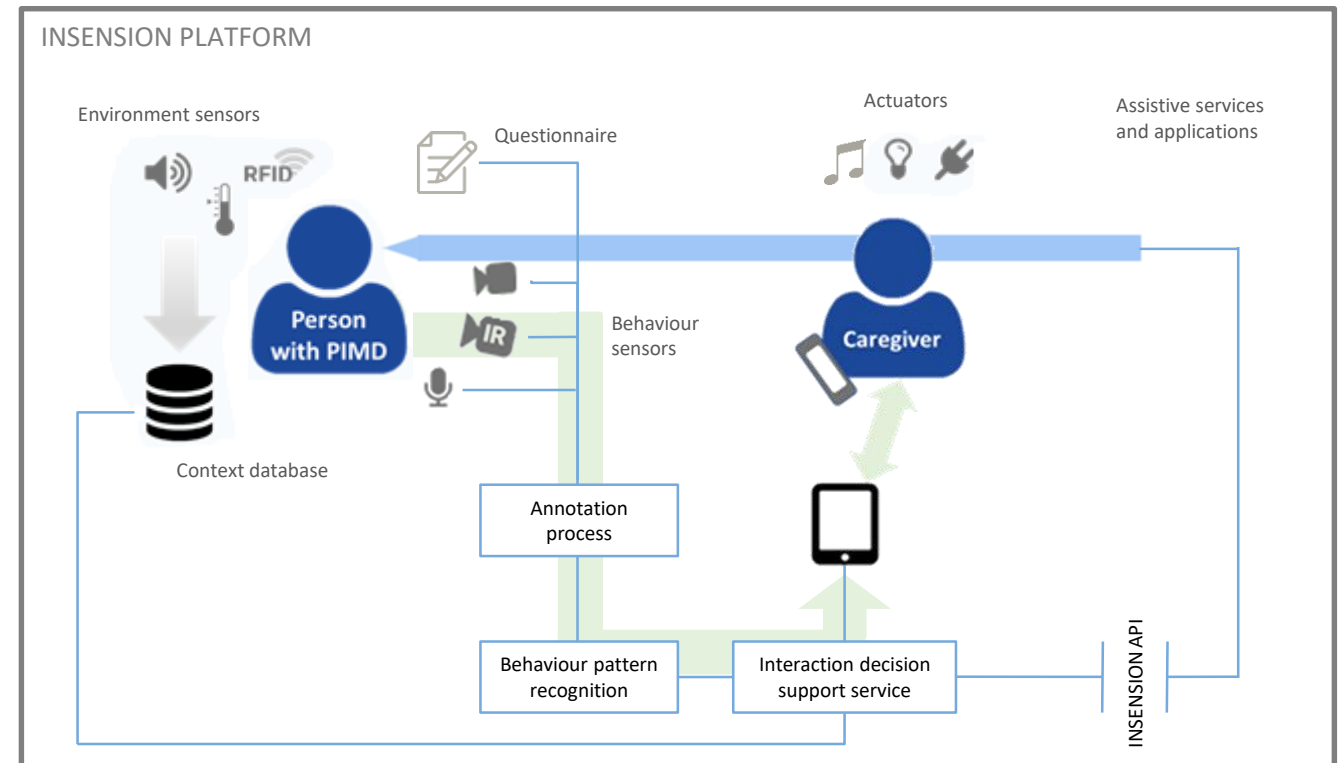 INSENSION PLATFORM
Environment sensors
RFID
Questionnaire
Actuators
Assistive services
and applications
Person
with PIMD
IR
Behaviour
sensors
Caregiver
Context database
Annotation
process
Behaviour pattern
recognition
Interaction decision
support service
INSENSION API